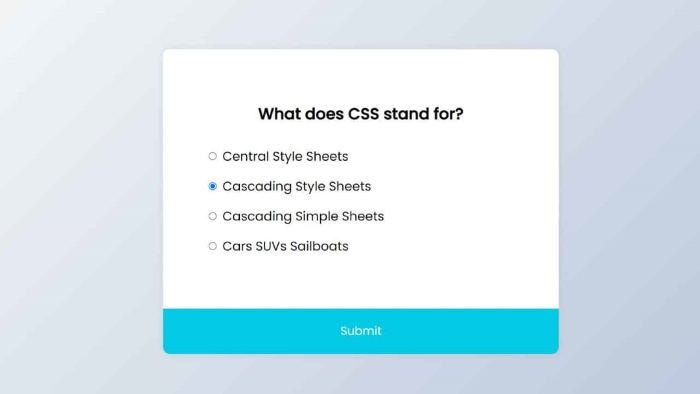 What does CSS stand for?
Central Style Sheets
Cascading Style Sheets
Cascading Simple Sheets
Cars SUVs Sailboats
Submit